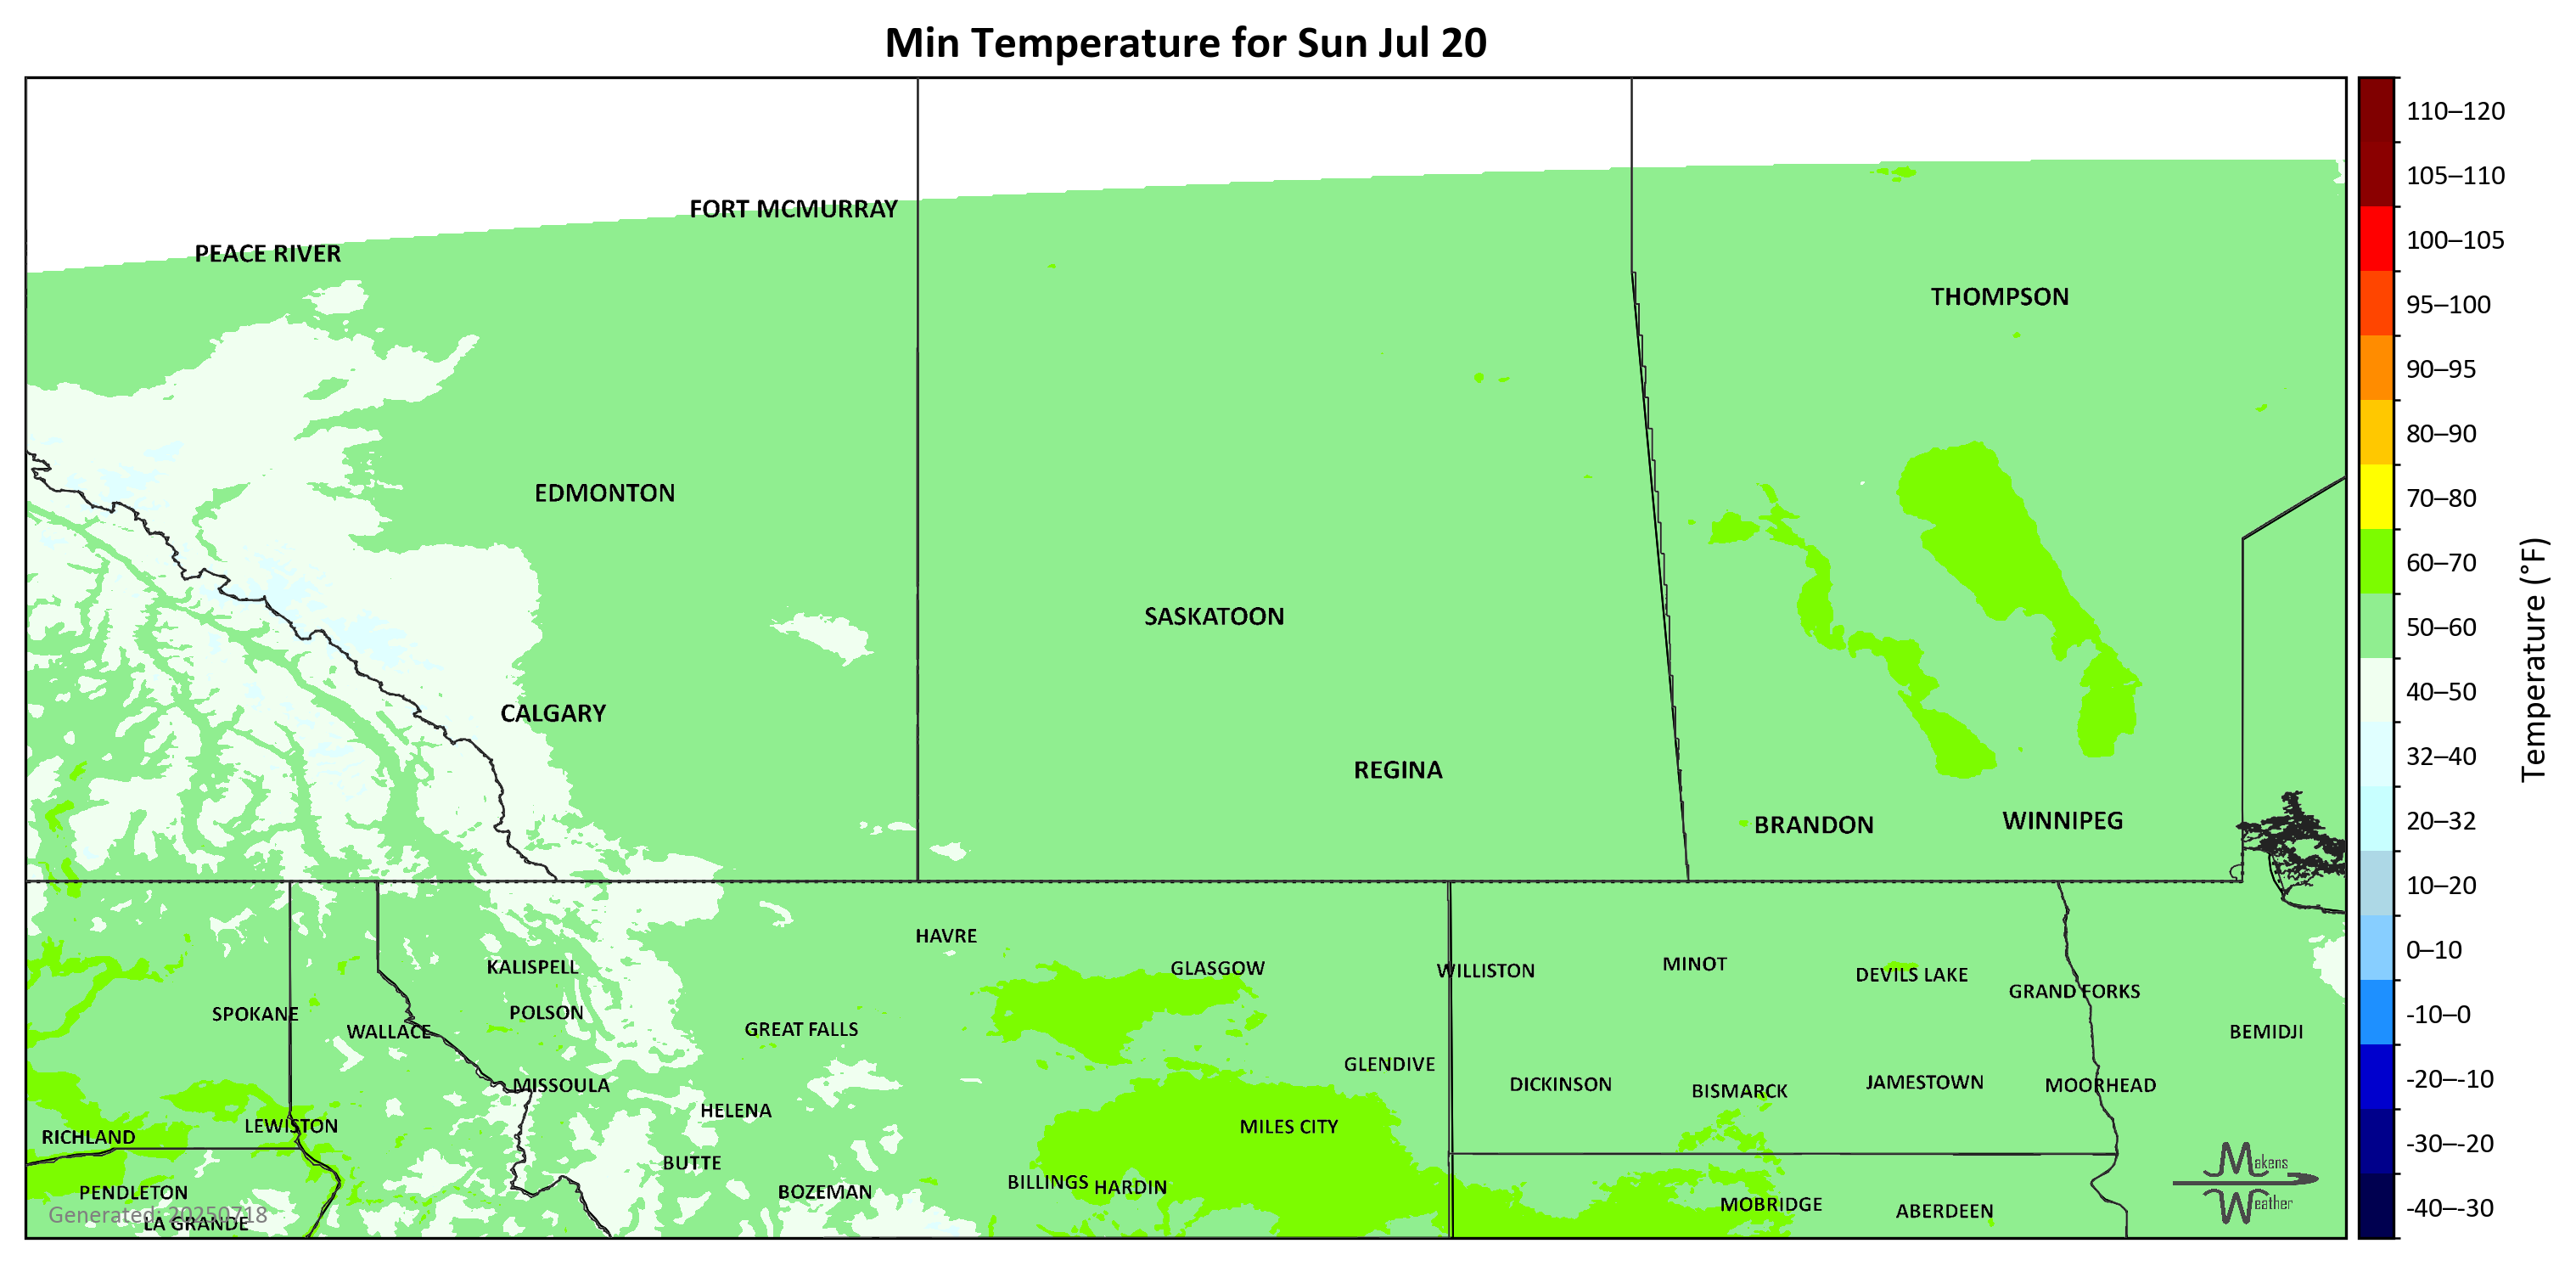 Min Temperature for Sun Jul 20
FORT MCMURRAY
PEACE RIVER
THOMPSON
EDMONTON
SASKATOON
CALGARY
REGINA
BRANDON
WINNIPEG
HAVRE
KALISPELL
GLASGOW
WILLISTON
MINOT
DEVILS LAKE
GRAND FORKS
SPOKANE
POLSON
WALLACE
GREAT FALLS
BEMIDJI
GLENDIVE
MISSOULA
DICKINSON
BISMARCK
JAMESTOWN
MOORHEAD
HELENA
LEWISTON
MILES CITY
RICHLAND
BUTTE
BILLINGS
HARDIN
PENDLETON
BOZEMAN
MOBRIDGE
ABERDEEN
Generated: 20250718
LA GRANDE
Makens
Weather
110–120
105–110
100–105
95–100
90–95
80–90
70–80
60–70
50–60
40–50
32–40
20–32
10–20
0–10
-10–0
-20–-10
-30–-20
-40–-30
Temperature (°F)